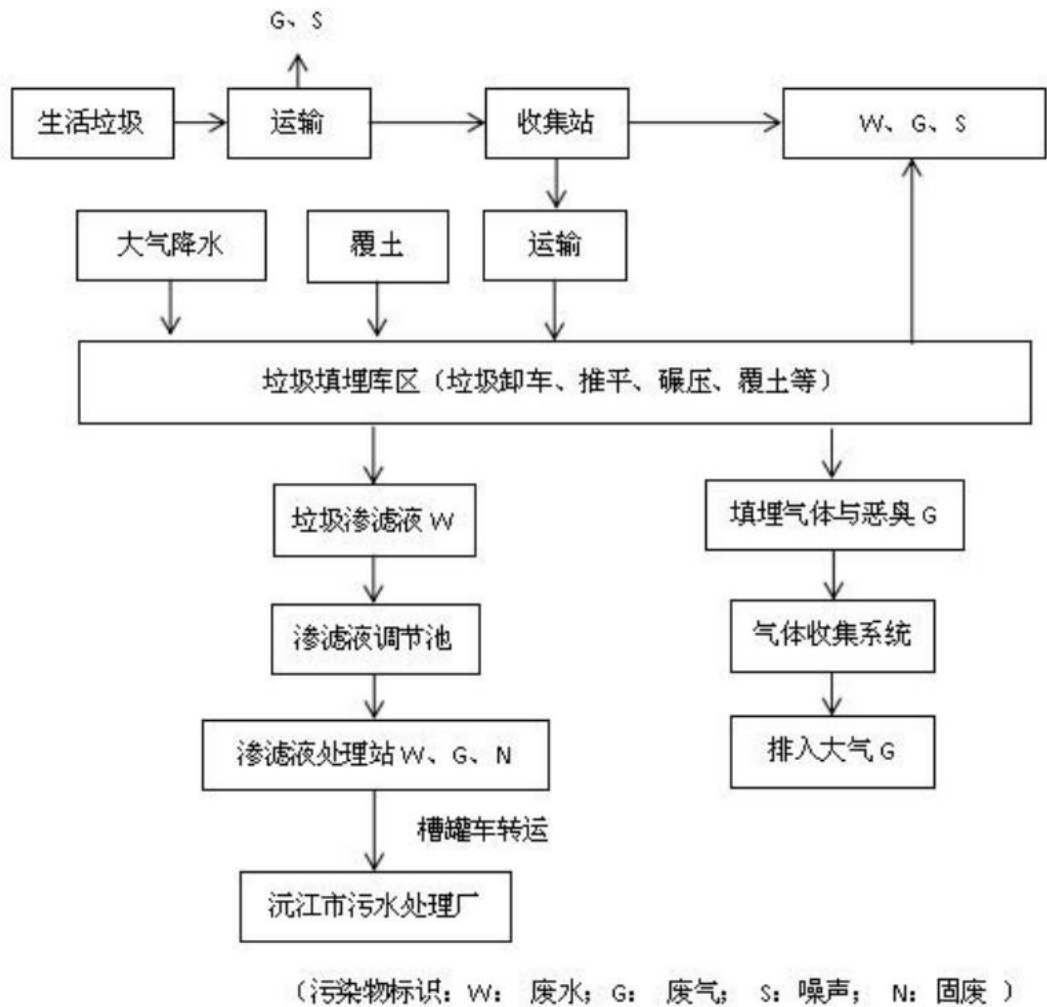 G、S
生活垃圾
运输
收集站
W、G、S
大气降水
覆土
运输
垃圾填埋库区（垃圾卸车、推平、碾压、覆土等）
垃圾渗滤液 W
填埋气体与恶臭 G
渗滤液调节池
气体收集系统
渗滤液处理站 W、G、N
排入大气 G
槽罐车转运
沅江市污水处理厂
（污染物标识：W： 废水；G： 废气； S：噪声； N：固废 ）